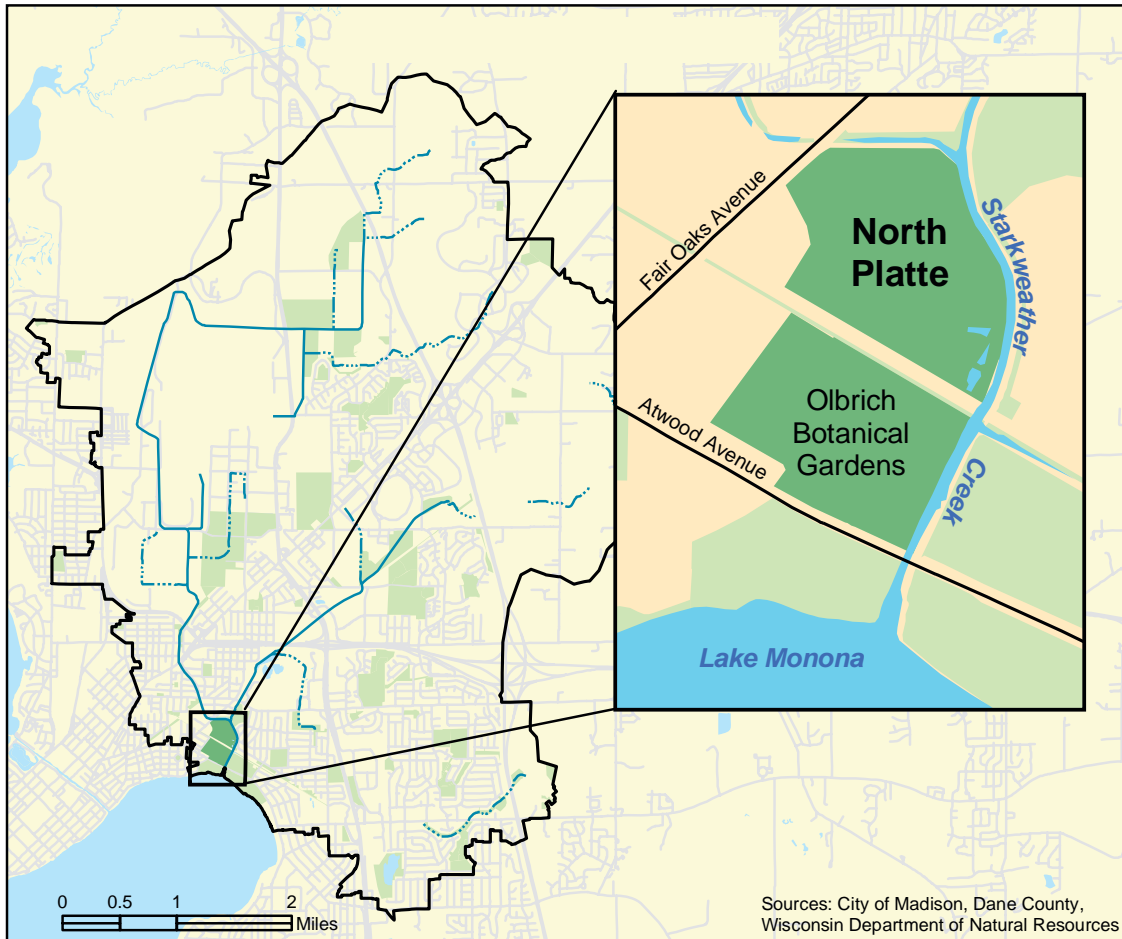 Fair Oaks Avenue
North
Platte
Starkweather
Creek
Olbrich
Botanical
Gardens
Atwood Avenue
Lake Monona
0 0.5 1 2
Miles
Sources: City of Madison, Dane County,
Wisconsin Department of Natural Resources